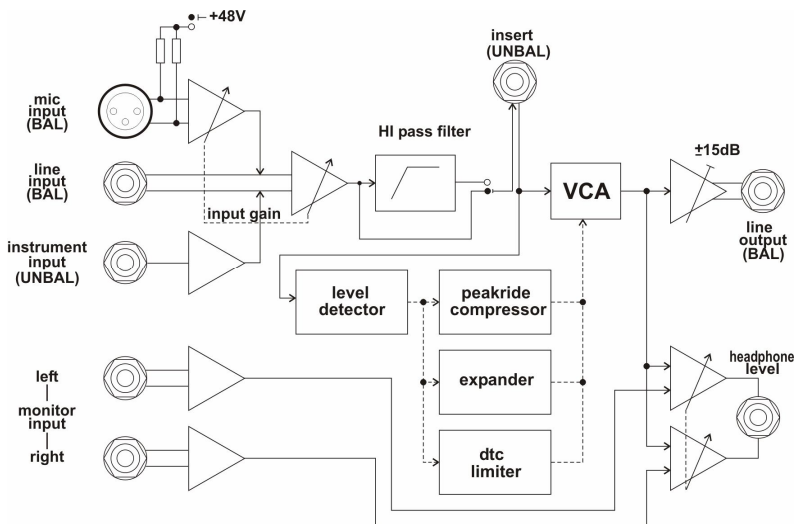 +48V
mic
input
(BAL)
line
input
(BAL)
input gain
instrument
input
(UNBAL)
HI pass filter
insert
(UNBAL)
VCA
±15dB
line
output
(BAL)
level
detector
peakride
compressor
expander
dtc
limiter
left
monitor
input
right
headphone
level